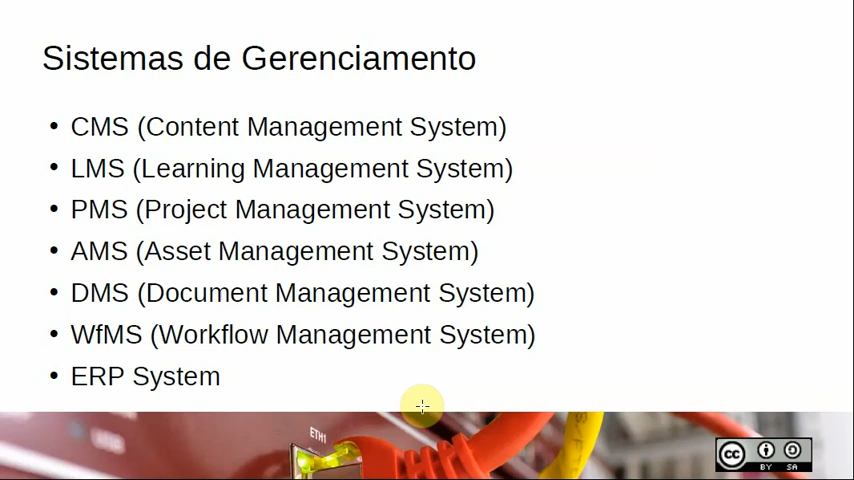 Sistemas de Gerenciamento
• CMS (Content Management System)
• LMS (Learning Management System)
• PMS (Project Management System)
• AMS (Asset Management System)
• DMS (Document Management System)
• WfMS (Workflow Management System)
• ERP System
ETH1
cc
BY SA